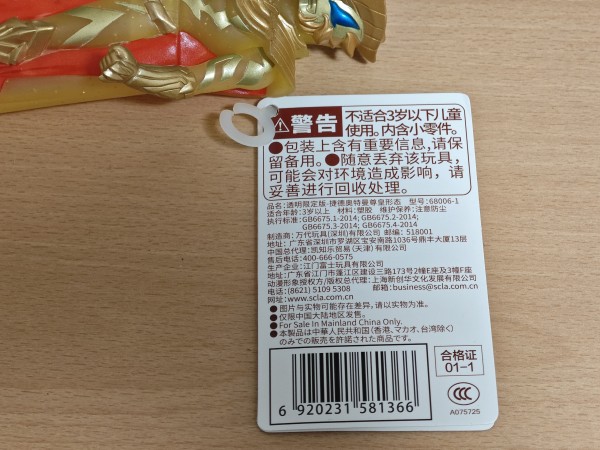 警告 不适合3岁以下儿童
使用。内含小零件。
●包装上含有重要信息,请保
留备用。●随意丢弃该玩具,
可能会对环境造成影响，请
妥善进行回收处理。
品名:透明限定版-捷德奥特曼尊皇形态 型号:68006-1
适合年龄:3岁以上 材料:塑胶 维护保养:注意防尘
执行标准:GB6675.1-2014; GB6675.2-2014;
GB6675.3-2014; GB6675.4-2014
制造商:万代玩具(深圳)有限公司 邮编: 518001
地址:广东省深圳市罗湖区宝安南路1036号鼎丰大厦13层
中国总代理:凯知乐贸易(天津)有限公司
售后电话:400-666-0575
生产企业:江门富士玩具有限公司
地址:广东省江门市蓬江区建设三路173号2幢E座及3幢F座
动漫形象授权方/版权总代理:上海新创华文化发展有限公司
电话:(8621) 5109 5308 邮箱:business@scla.com.cn
www.scla.com.cn
●图片与实物可能存在差异,请以实物为准。
●仅限中国大陆地区发售。
●For Sale In Mainland China Only.
●本製品は中華人民共和国(香港、マカオ、台湾除く)
のみでの販売を許諾された商品です。
合格证
01-1
6 920231 581366
CCC
A075725